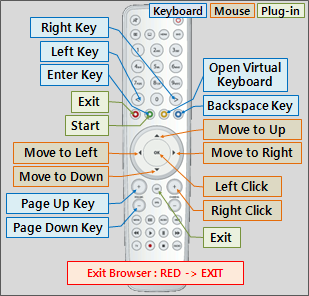 Keyboard Mouse Plug-in
Right Key
Left Key
Enter Key
Exit
Start
Open Virtual
Keyboard
Backspace Key
Move to Up
Move to Left
Move to Right
Move to Down
Left Click
Page Up Key
Right Click
Page Down Key
Exit
OK
Exit Browser : RED -> EXIT